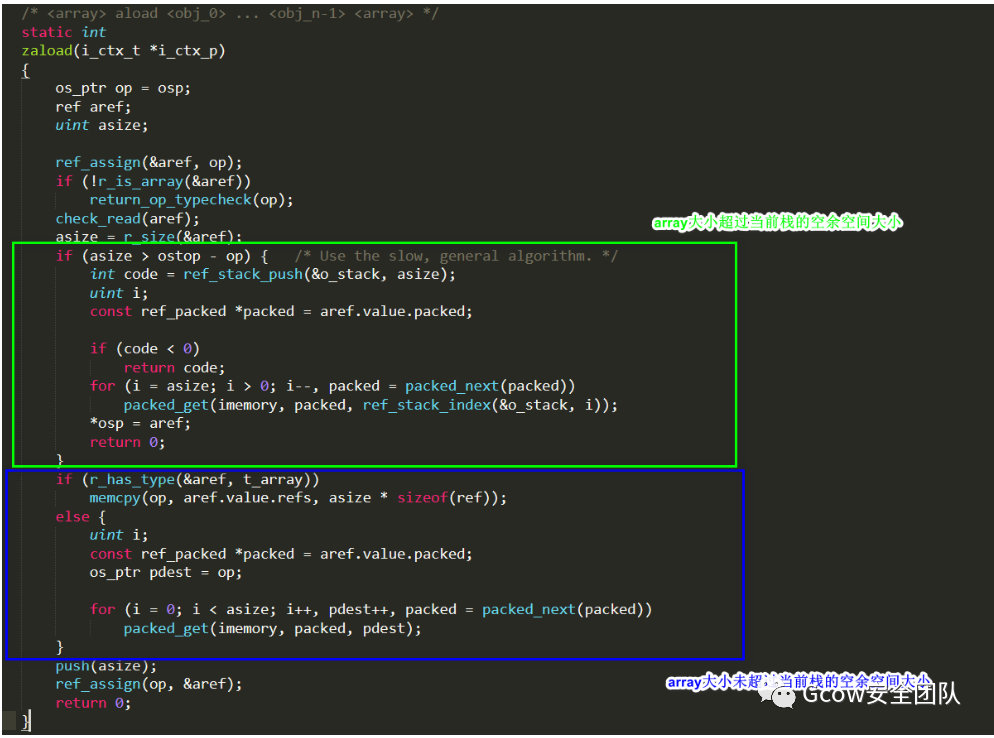 /* <array> aload <obj_0> ... <obj_n-1> <array> */
static int
zaload(i_ctx_t *i_ctx_p)
{
    os_ptr op = osp;
    ref aref;
    uint asize;

    ref_assign(&aref, op);
    if (!r_is_array(&aref))
        return_op_typecheck(op);
    check_read(aref);
array大小超过当前栈的空余空间大小
    asize = r_size(&aref);
    if (asize > ostop - op) {   /* Use the slow, general algorithm. */
        int code = ref_stack_push(&o_stack, asize);
        uint i;
        const ref_packed *packed = aref.value.packed;

        if (code < 0)
            return code;
        for (i = asize; i > 0; i--, packed = packed_next(packed))
            packed_get(imemory, packed, ref_stack_index(&o_stack, i));
        *osp = aref;
        return 0;
    }
    if (r_has_type(&aref, t_array))
        memcpy(op, aref.value.refs, asize * sizeof(ref));
    else {
        uint i;
        const ref_packed *packed = aref.value.packed;
        os_ptr pdest = op;

        for (i = 0; i < asize; i++, pdest++, packed = packed_next(packed))
            packed_get(imemory, packed, pdest);
    }
    push(asize);
array大小未超过当前栈的空余空间大小
    ref_assign(op, &aref);
Gcow安全团队
    return 0;
}